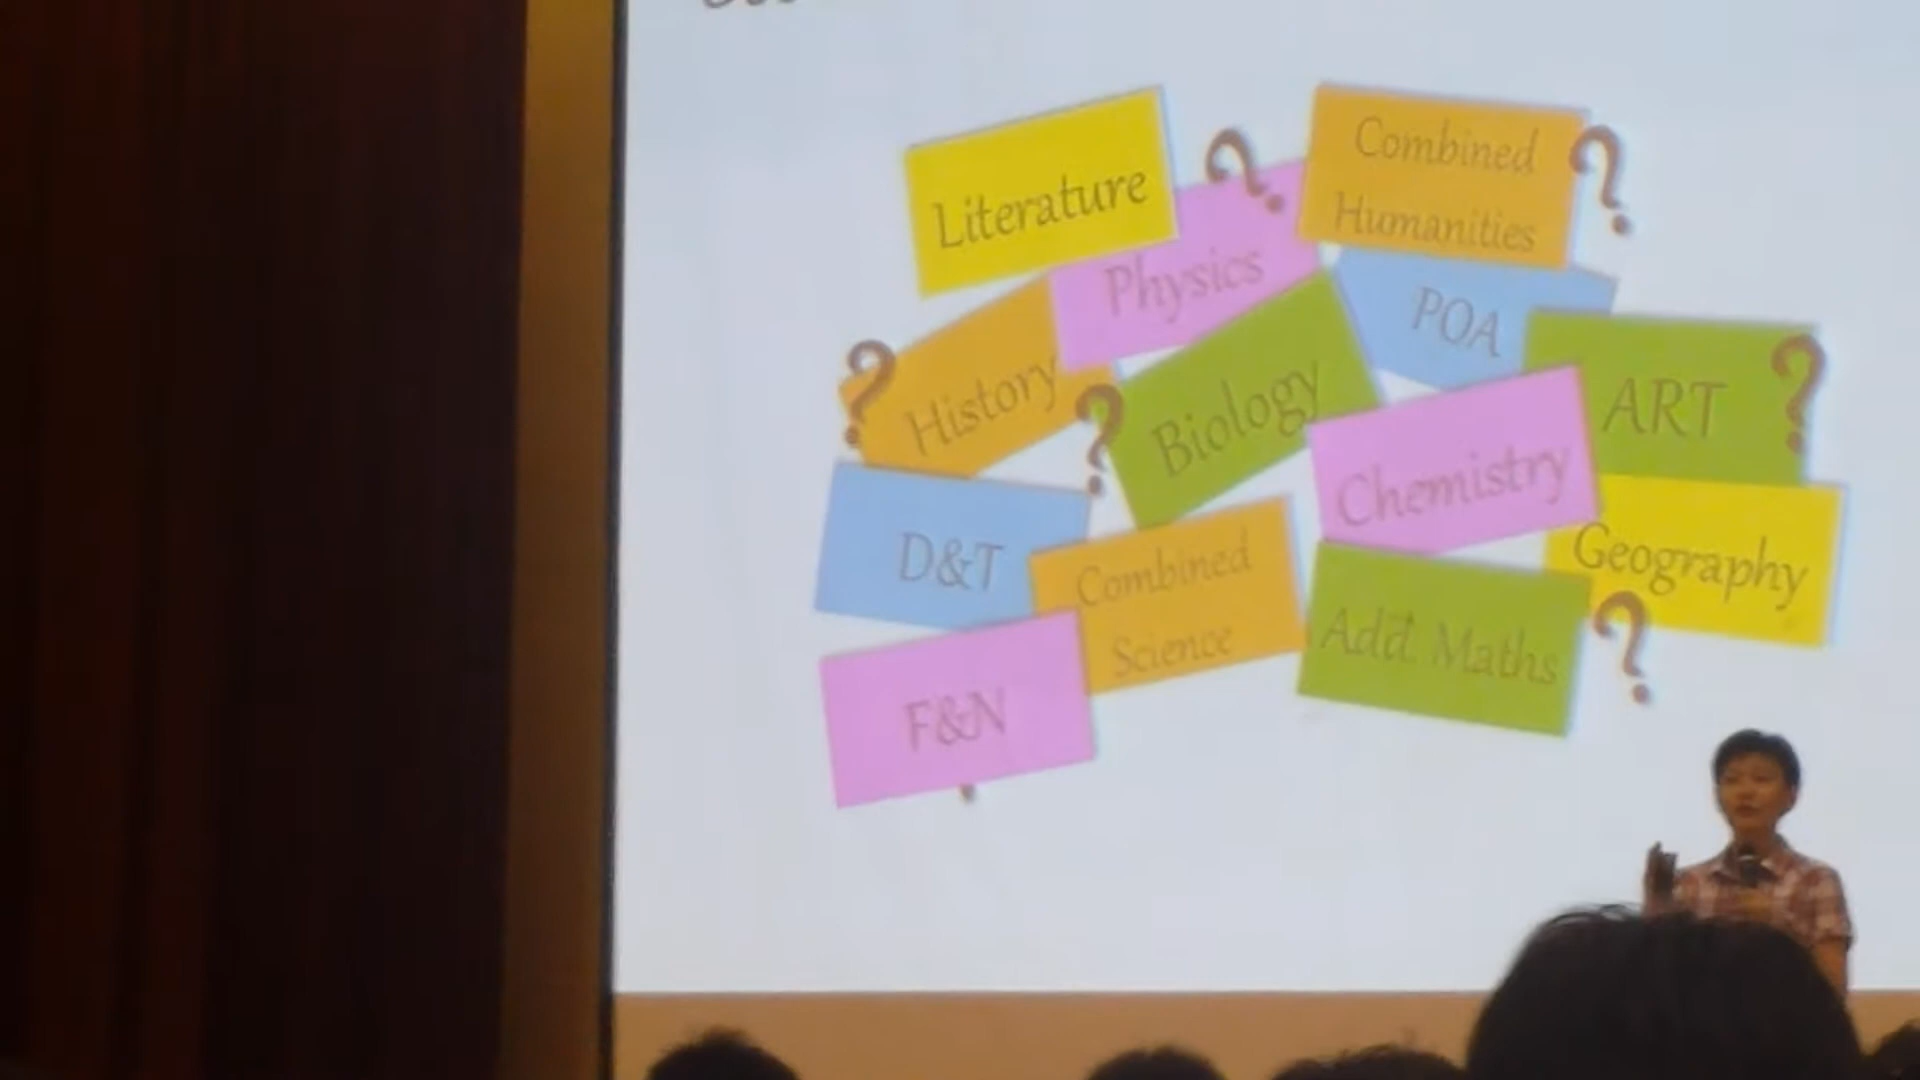 Literature
Combined
Humanities
Physics
POA
History
Biology
ART
Chemistry
D&T
Combined
Science
Geography
Add. Maths
F&N
?
?
?
?
?
?